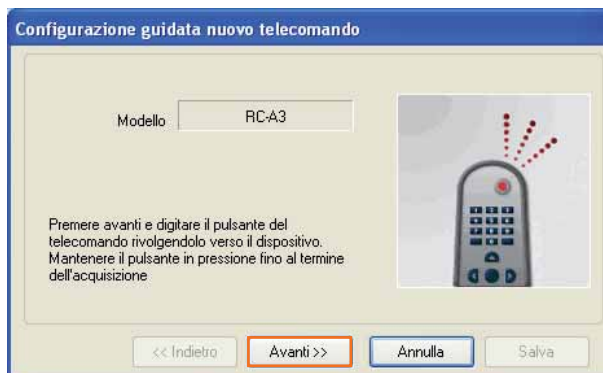 Configurazione guidata nuovo telecomando
Modello RC-A3
Premere avanti e digitare il pulsante del
telecomando rivolgendolo verso il dispositivo.
Mantenere il pulsante in pressione fino al termine
dell'acquisizione
<< Indietro Avanti >> Annulla Salva